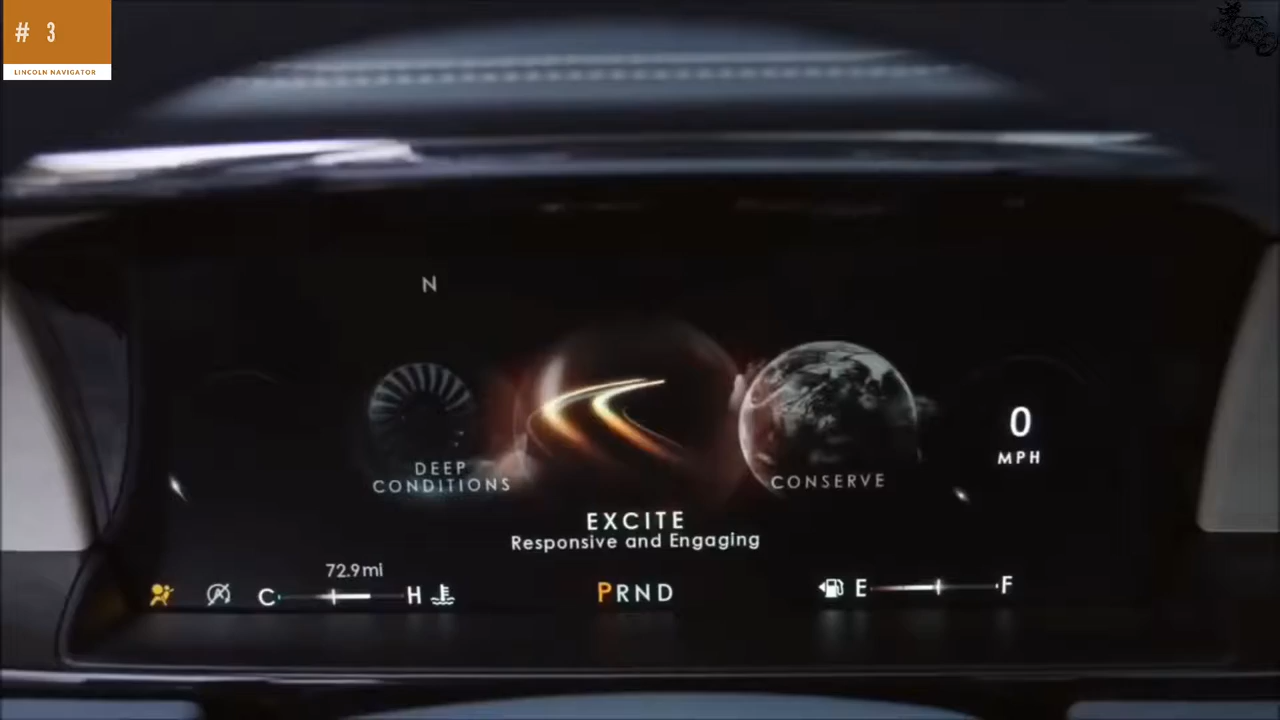 # 3
LINCOLN NAVIGATOR
N
DEEP
CONDITIONS
CONSERVE
0
MPH
EXCITE
Responsive and Engaging
72.9mi
C H
PRND
E F